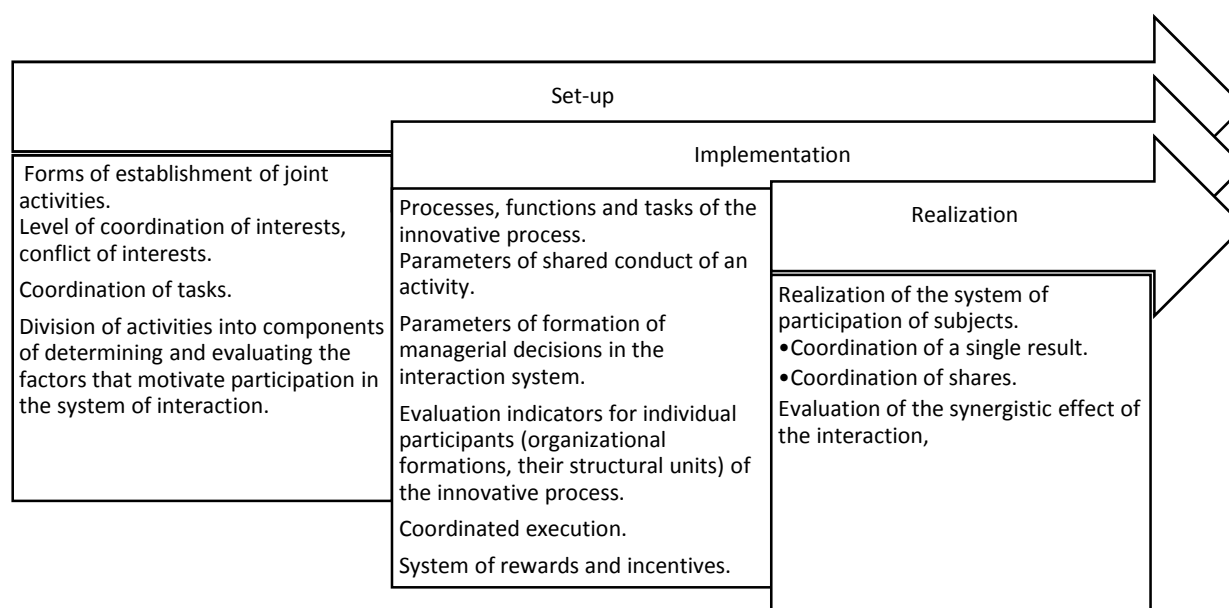 Set-up
Forms of establishment of joint
activities.
Level of coordination of interests,
conflict of interests.
Coordination of tasks.
Division of activities into components
of determining and evaluating the
factors that motivate participation in
the system of interaction.
Implementation
Processes, functions and tasks of the
innovative process.
Parameters of shared conduct of an
activity.
Parameters of formation of
managerial decisions in the
interaction system.
Evaluation indicators for individual
participants (organizational
formations, their structural units) of
the innovative process.
Coordinated execution.
System of rewards and incentives.
Realization
Realization of the system of
participation of subjects.
•Coordination of a single result.
•Coordination of shares.
Evaluation of the synergistic effect of
the interaction,